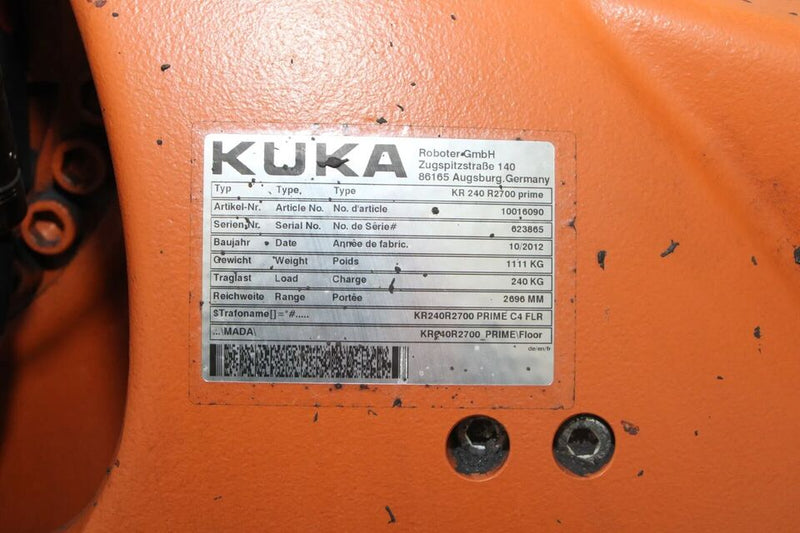 KUKA
Roboter GmbH
Zugspitzstraße 140
86165 Augsburg,Germany
Typ Type, Type KR 240 R2700 prime
Artikel-Nr. Article No. No. d'article 10016090
Serien-Nr. Serial No. No. de Série# 623865
Baujahr Date Année de fabric. 10/2012
Gewicht Weight Poids 1111 KG
Traglast Load Charge 240 KG
Reichweite Range Portée 2696 MM
$Trafoname[]="#..... KR240R2700 PRIME C4 FLR
...\MADA\ KR240R2700_PRIME\Floor
de/en/fr